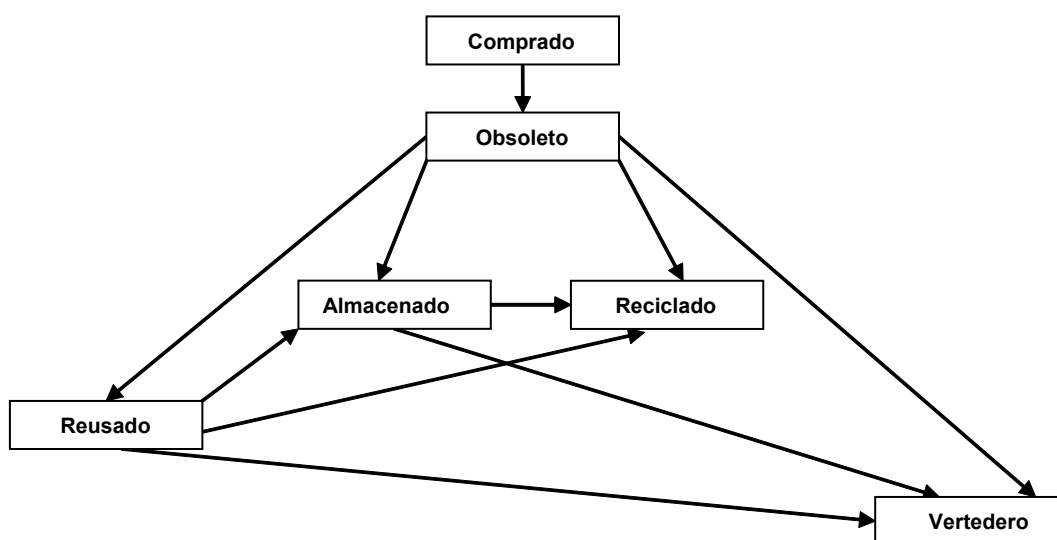 Comprado
Obsoleto
Almacenado
Reciclado
Reusado
Vertedero